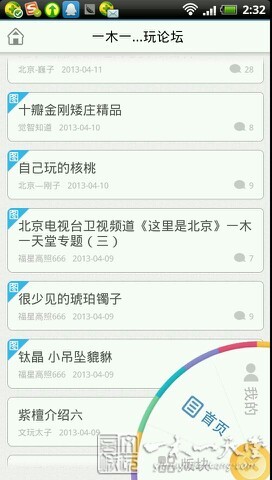 2:32
一木一...玩论坛
北京-巍子 2013-04-11 28
图
十瓣金刚矮庄精品
觉智知道 2013-04-10 8
图
自己玩的核桃
北京—刚子 2013-04-10 9
图
北京电视台卫视频道《这里是北京》一木
一天堂专题（三）
福星高照666 2013-04-09 7
图
很少见的琥珀镯子
福星高照666 2013-04-09 9
图
钛晶 小吊坠貔貅
福星高照666 2013-04-09
紫檀介绍六
文玩太子 2013-04-09
首页
我的
版块